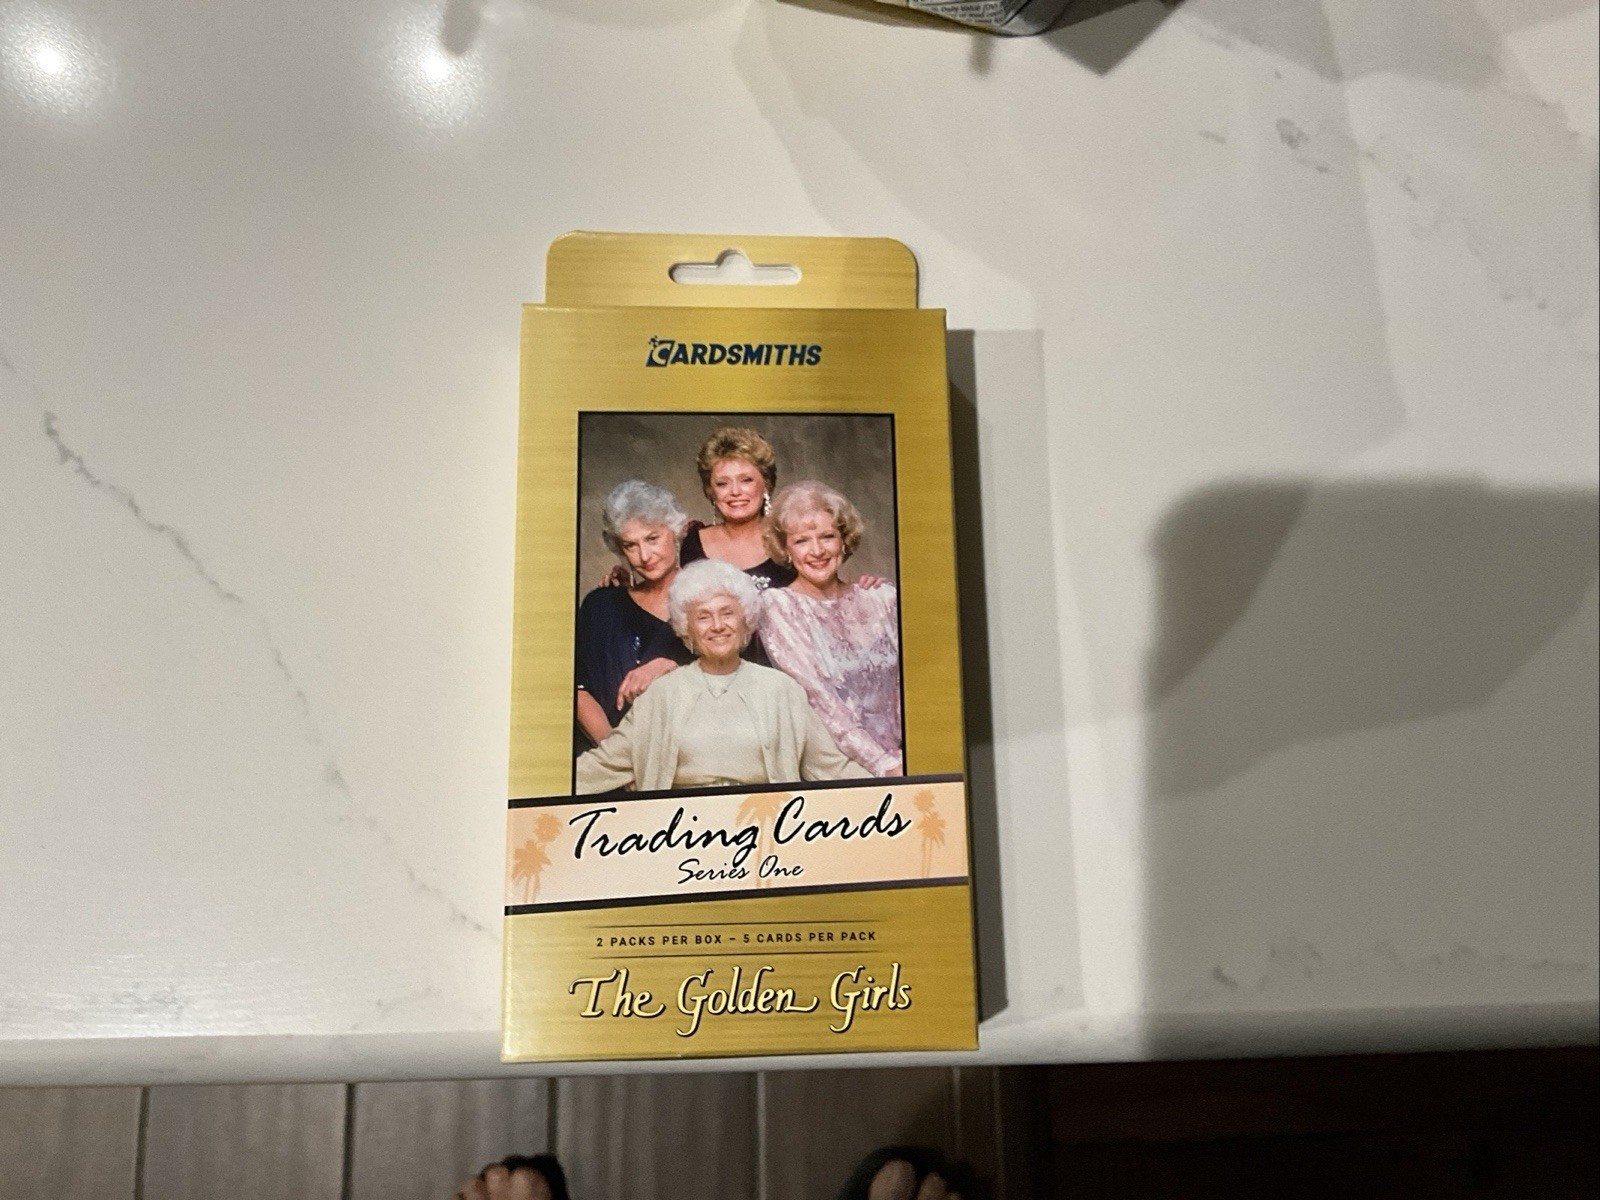 CARDSMITHS
Trading Cards
Series One
2 PACKS PER BOX – 5 CARDS PER PACK
The Golden Girls